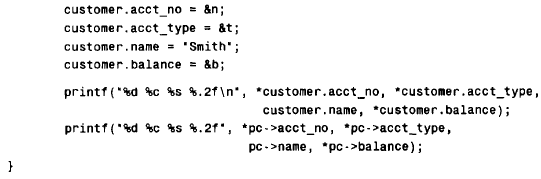 customer.acct_no = &n;
customer.acct_type = &t;
customer.name = "Smith";
customer.balance = &b;
printf("%d %c %s %.2f\n", *customer.acct_no, *customer.acct_type,
customer.name, *customer.balance);
printf("%d %c %s %.2f", *pc->acct_no, *pc->acct_type,
pc->name, *pc->balance);
}